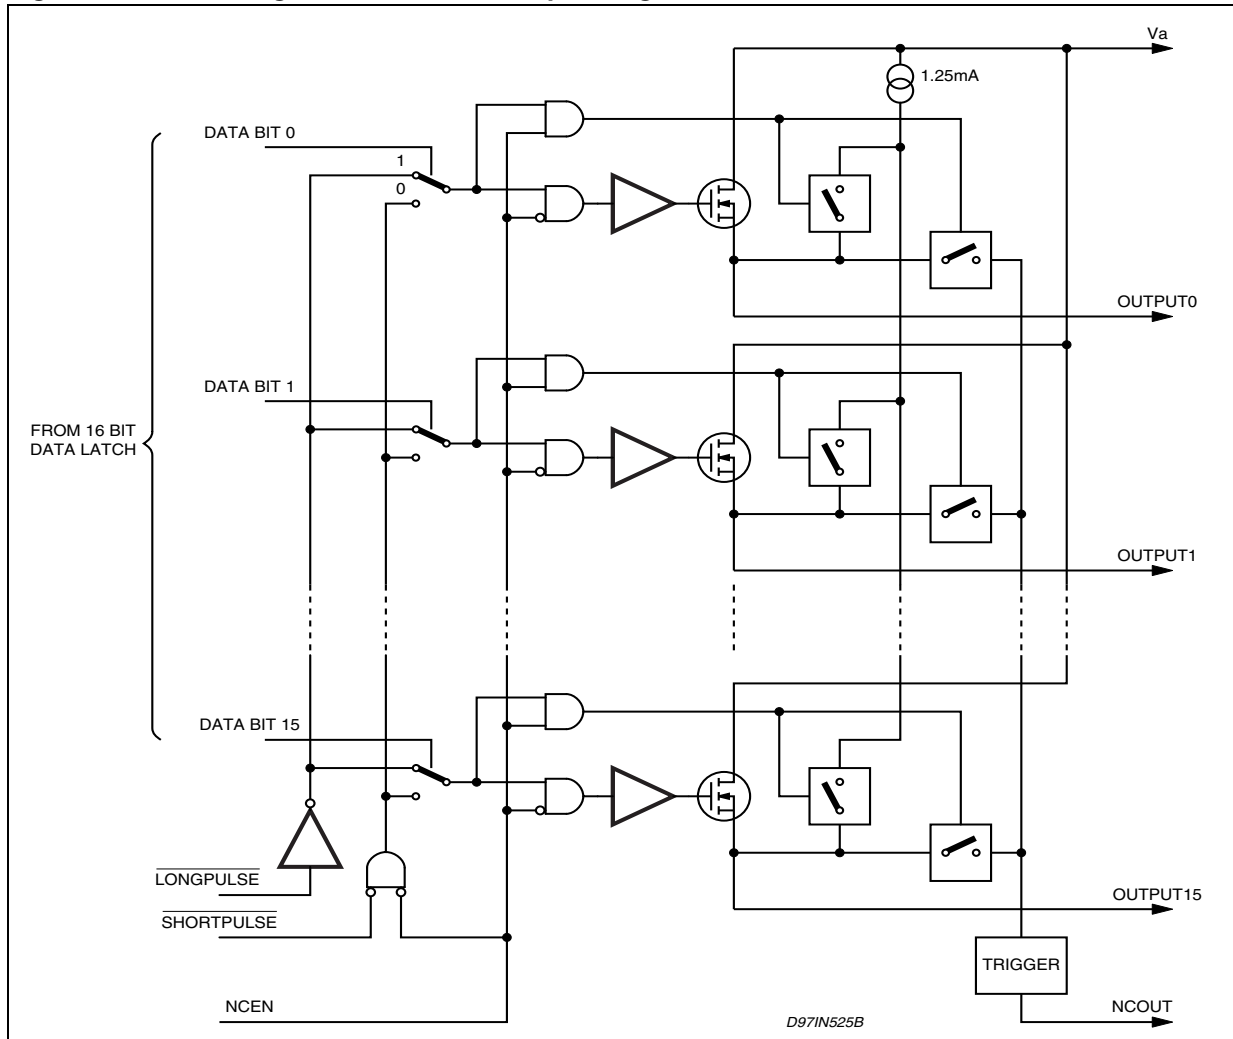 Va
1.25mA
DATA BIT 0
1
0
OUTPUT0
DATA BIT 1
FROM 16 BIT
DATA LATCH
OUTPUT1
DATA BIT 15
LONGPULSE
OUTPUT15
SHORTPULSE
TRIGGER
NCEN
NCOUT
D97IN525B